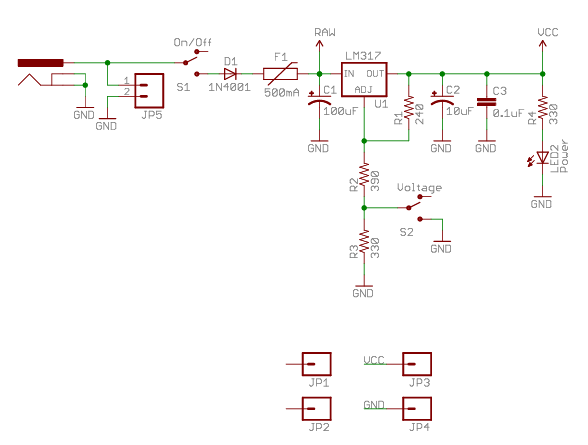 RAW
VCC
On/Off
D1
F1
LM317
IN OUT
ADJ
U1
S1
1N4001
500mA
C1
100uF
1
2
JP5
GND
GND
GND
R1
240
C2
10uF
GND
C3
0.1uF
GND
R4
330
LED2
Power
GND
R2
390
Voltage
S2
GND
R3
330
GND
JP1
VCC
JP3
JP2
GND
JP4